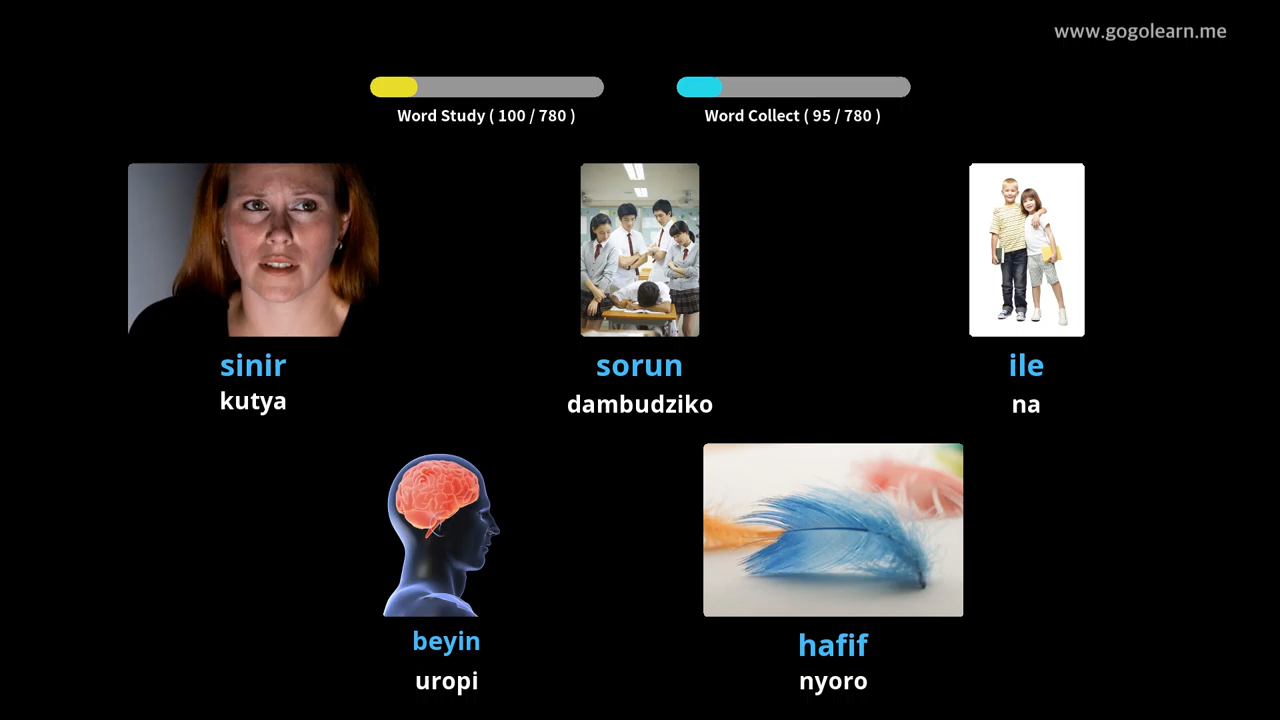 www.gogolearn.me
Word Study ( 100 / 780 )
Word Collect ( 95 / 780 )
sinir
kutya
sorun
dambudziko
ile
na
beyin
uropi
hafif
nyoro